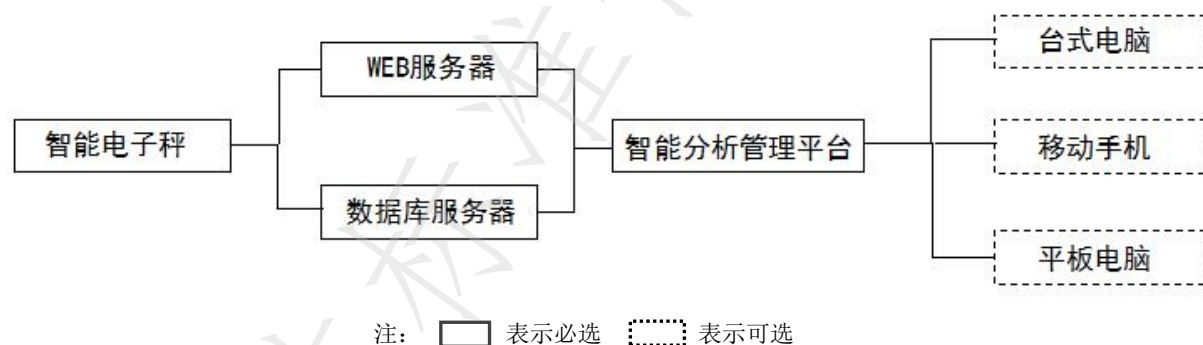 台式电脑
WEB服务器
智能电子秤
智能分析管理平台
移动手机
数据库服务器
平板电脑
注： 表示必选 表示可选